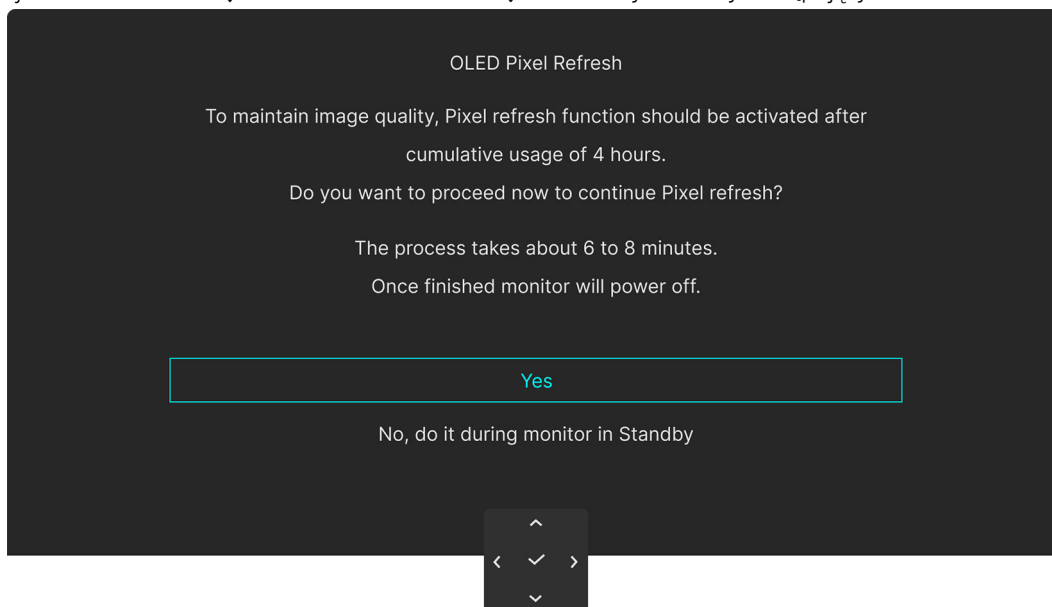 OLED Pixel Refresh
To maintain image quality, Pixel refresh function should be activated after
cumulative usage of 4 hours.
Do you want to proceed now to continue Pixel refresh?
The process takes about 6 to 8 minutes.
Once finished monitor will power off.
Yes
No, do it during monitor in Standby